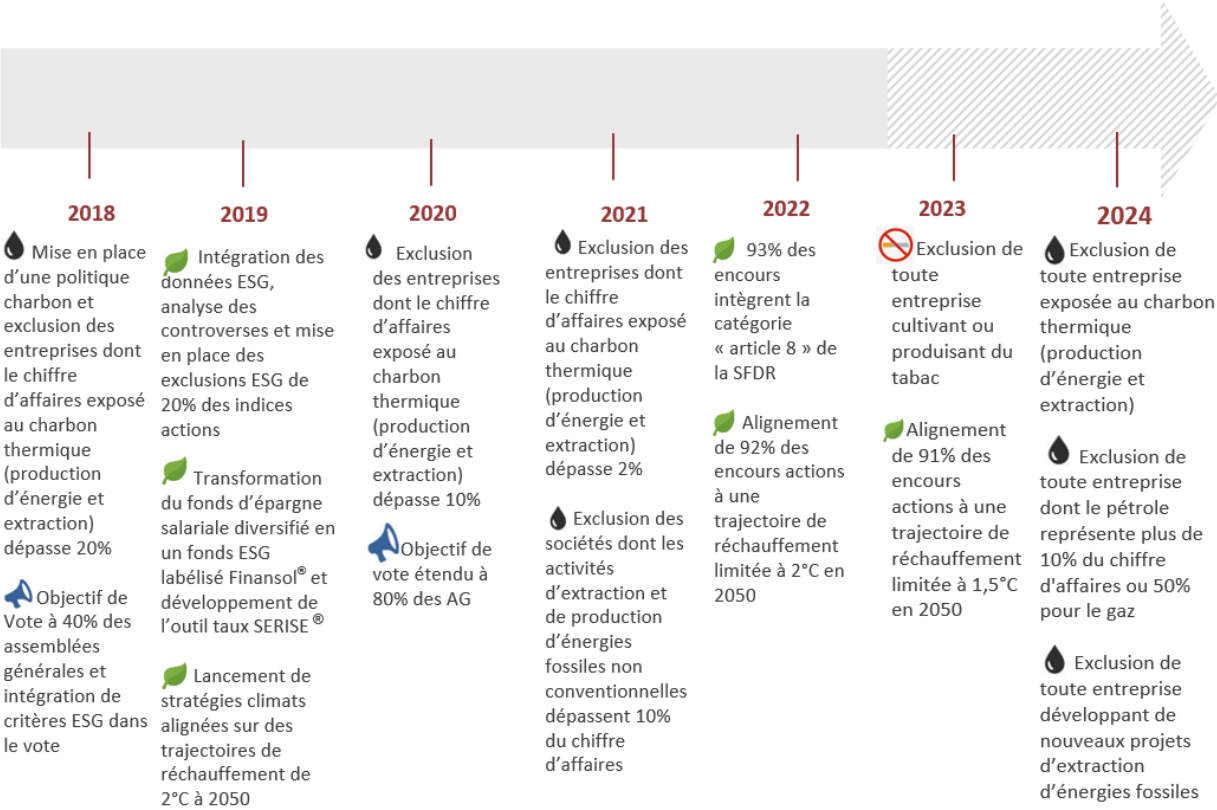 2018
Mise en place
d’une politique
charbon et
exclusion des
entreprises dont
le chiffre
d’affaires exposé
au charbon
thermique
(production
d’énergie et
extraction)
dépasse 20%
Objectif de
Vote à 40% des
assemblées
générales et
intégration de
critères ESG dans
le vote
2019
Intégration des
données ESG,
analyse des
controverses et mise
en place des
exclusions ESG de
20% des indices
actions
Transformation
du fonds d’épargne
salariale diversifié en
un fonds ESG
labélisé Finansol® et
développement de
l’outil taux SERISE ®
Lancement de
stratégies climats
alignées sur des
trajectoires de
réchauffement de
2°C à 2050
2020
Exclusion
des entreprises
dont le chiffre
d’affaires
exposé au
charbon
thermique
(production
d’énergie et
extraction)
dépasse 10%
Objectif de
vote étendu à
80% des AG
2021
Exclusion des
entreprises dont
le chiffre
d’affaires exposé
au charbon
thermique
(production
d’énergie et
extraction)
dépasse 2%
Exclusion des
sociétés dont les
activités
d’extraction et
de production
d’énergies
fossiles non
conventionnelles
dépassent 10%
du chiffre
d’affaires
2022
93% des
encours
intègrent la
catégorie
« article 8 » de
la SFDR
Alignement
de 92% des
encours actions
à une
trajectoire de
réchauffement
limitée à 2°C en
2050
2023
Exclusion de
toute
entreprise
cultivant ou
produisant du
tabac
Alignement
de 91% des
encours
actions à une
trajectoire de
réchauffement
limitée à 1,5°C
en 2050
2024
Exclusion de
toute entreprise
exposée au charbon
thermique
(production
d’énergie et
extraction)
Exclusion de
toute entreprise
dont le pétrole
représente plus de
10% du chiffre
d'affaires ou 50%
pour le gaz
Exclusion de
toute entreprise
développant de
nouveaux projets
d’extraction
d’énergies fossiles